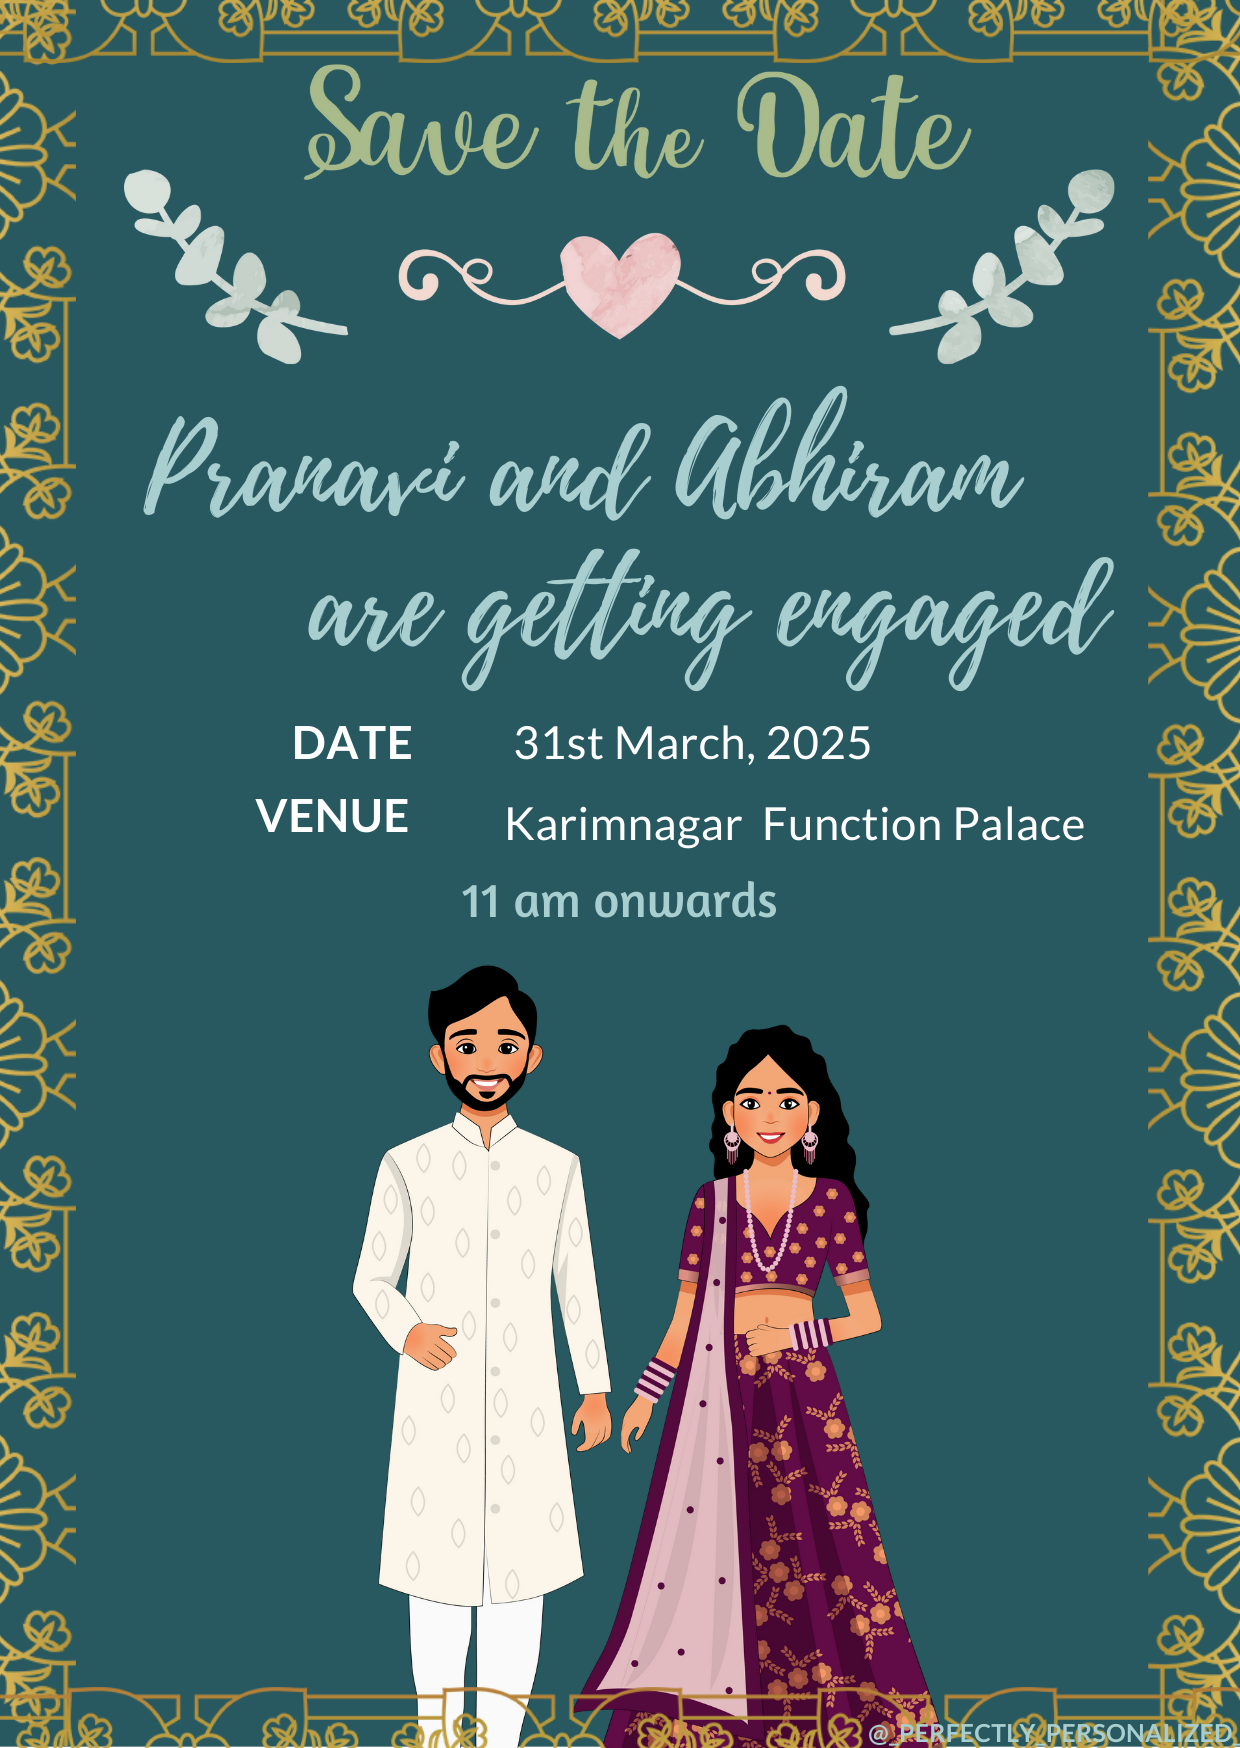 Save the Date
Pranavi and Abhiram
are getting engaged
DATE 31st March, 2025
VENUE Karimnagar Function Palace
11 am onwards
@_PERFECTLY_PERSONALIZED_